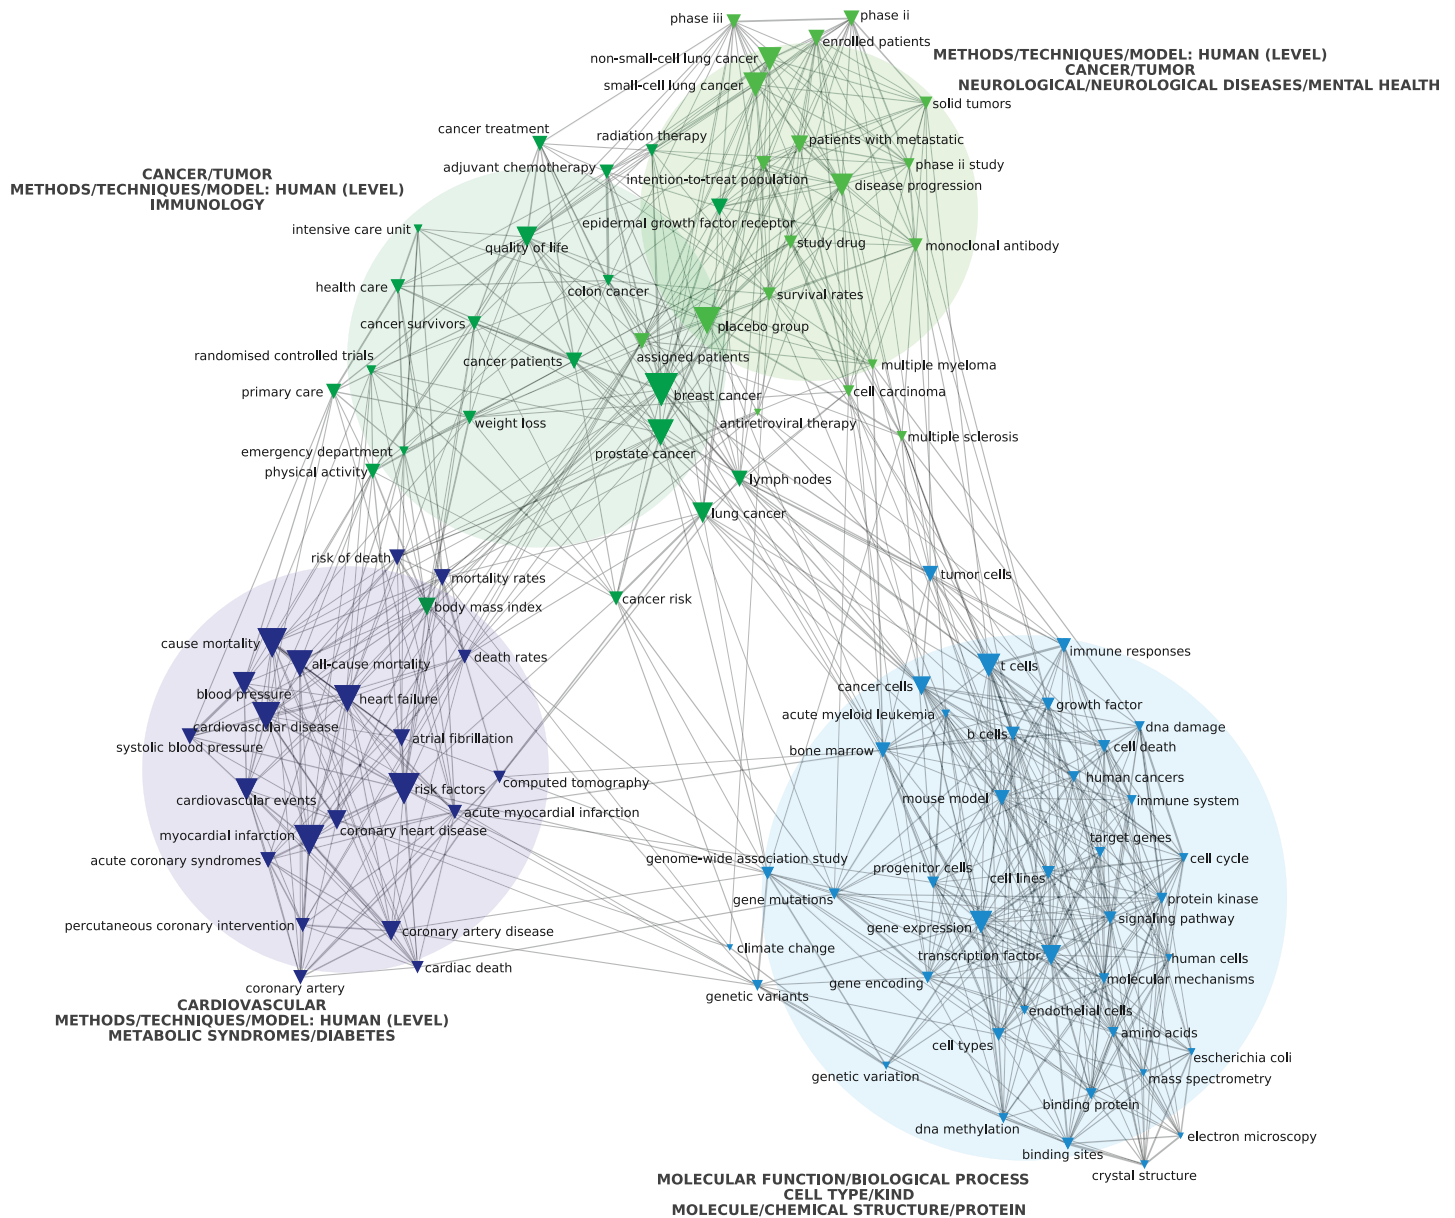 phase iii
phase ii
enrolled patients
non-small-cell lung cancer
METHODS/TECHNIQUES/MODEL: HUMAN (LEVEL)
CANCER/TUMOR
NEUROLOGICAL/NEUROLOGICAL DISEASES/MENTAL HEALTH
small-cell lung cancer
solid tumors
cancer treatment
radiation therapy
patients with metastatic
adjuvant chemotherapy
phase ii study
CANCER/TUMOR
METHODS/TECHNIQUES/MODEL: HUMAN (LEVEL)
IMMUNOLOGY
intention-to-treat population
disease progression
epidermal growth factor receptor
intensive care unit
quality of life
study drug
monoclonal antibody
health care
colon cancer
survival rates
cancer survivors
placebo group
randomised controlled trials
cancer patients
assigned patients
multiple myeloma
primary care
breast cancer
cell carcinoma
weight loss
antiretroviral therapy
emergency department
prostate cancer
multiple sclerosis
physical activity
lymph nodes
lung cancer
risk of death
mortality rates
tumor cells
body mass index
cancer risk
cause mortality
all-cause mortality
death rates
immune responses
t cells
blood pressure
heart failure
cancer cells
growth factor
acute myeloid leukemia
cardiovascular disease
dna damage
systolic blood pressure
atrial fibrillation
b cells
cell death
bone marrow
computed tomography
human cancers
cardiovascular events
risk factors
mouse model
immune system
acute myocardial infarction
myocardial infarction
coronary heart disease
target genes
acute coronary syndromes
genome-wide association study
progenitor cells
cell lines
cell cycle
gene mutations
protein kinase
percutaneous coronary intervention
coronary artery disease
gene expression
signaling pathway
climate change
transcription factor
human cells
cardiac death
coronary artery
gene encoding
molecular mechanisms
genetic variants
CARDIOVASCULAR
METHODS/TECHNIQUES/MODEL: HUMAN (LEVEL)
METABOLIC SYNDROMES/DIABETES
endothelial cells
amino acids
cell types
escherichia coli
genetic variation
mass spectrometry
binding protein
dna methylation
electron microscopy
binding sites
crystal structure
MOLECULAR FUNCTION/BIOLOGICAL PROCESS
CELL TYPE/KIND
MOLECULE/CHEMICAL STRUCTURE/PROTEIN